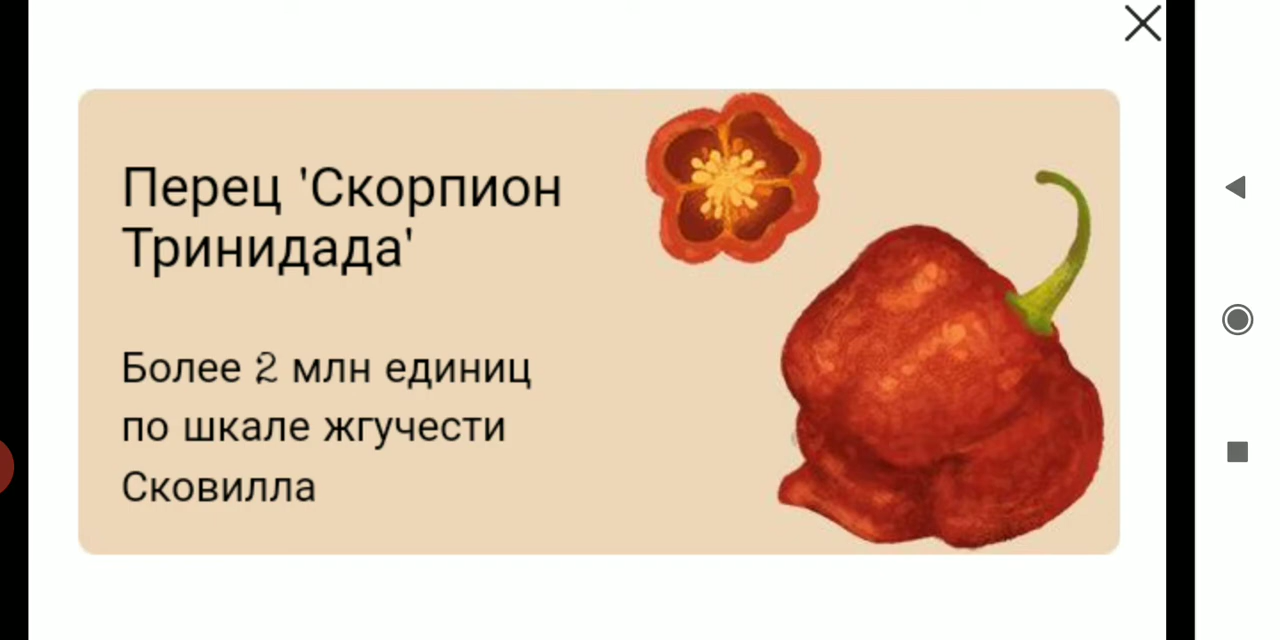 Перец 'Скорпион
Тринидада'
Более 2 млн единиц
по шкале жгучести
Сковилла